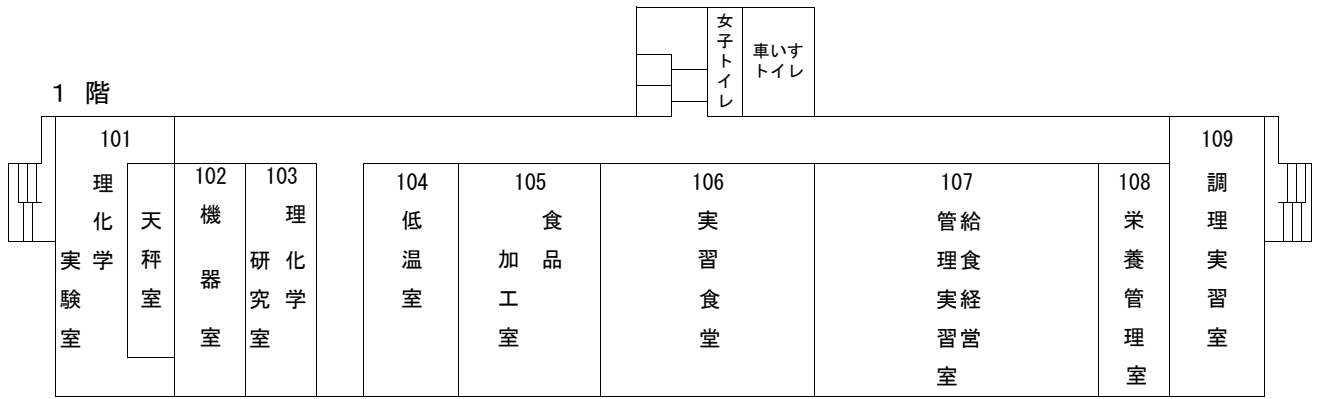 女子トイレ
車いす
トイレ
１ 階
101
理化学
実験室
天秤室
102
機器室
103
理化学
研究室
104
低温室
105
食品
加工室
106
実習食堂
107
給食経営
管理実習室
108
栄養管理室
109
調理実習室